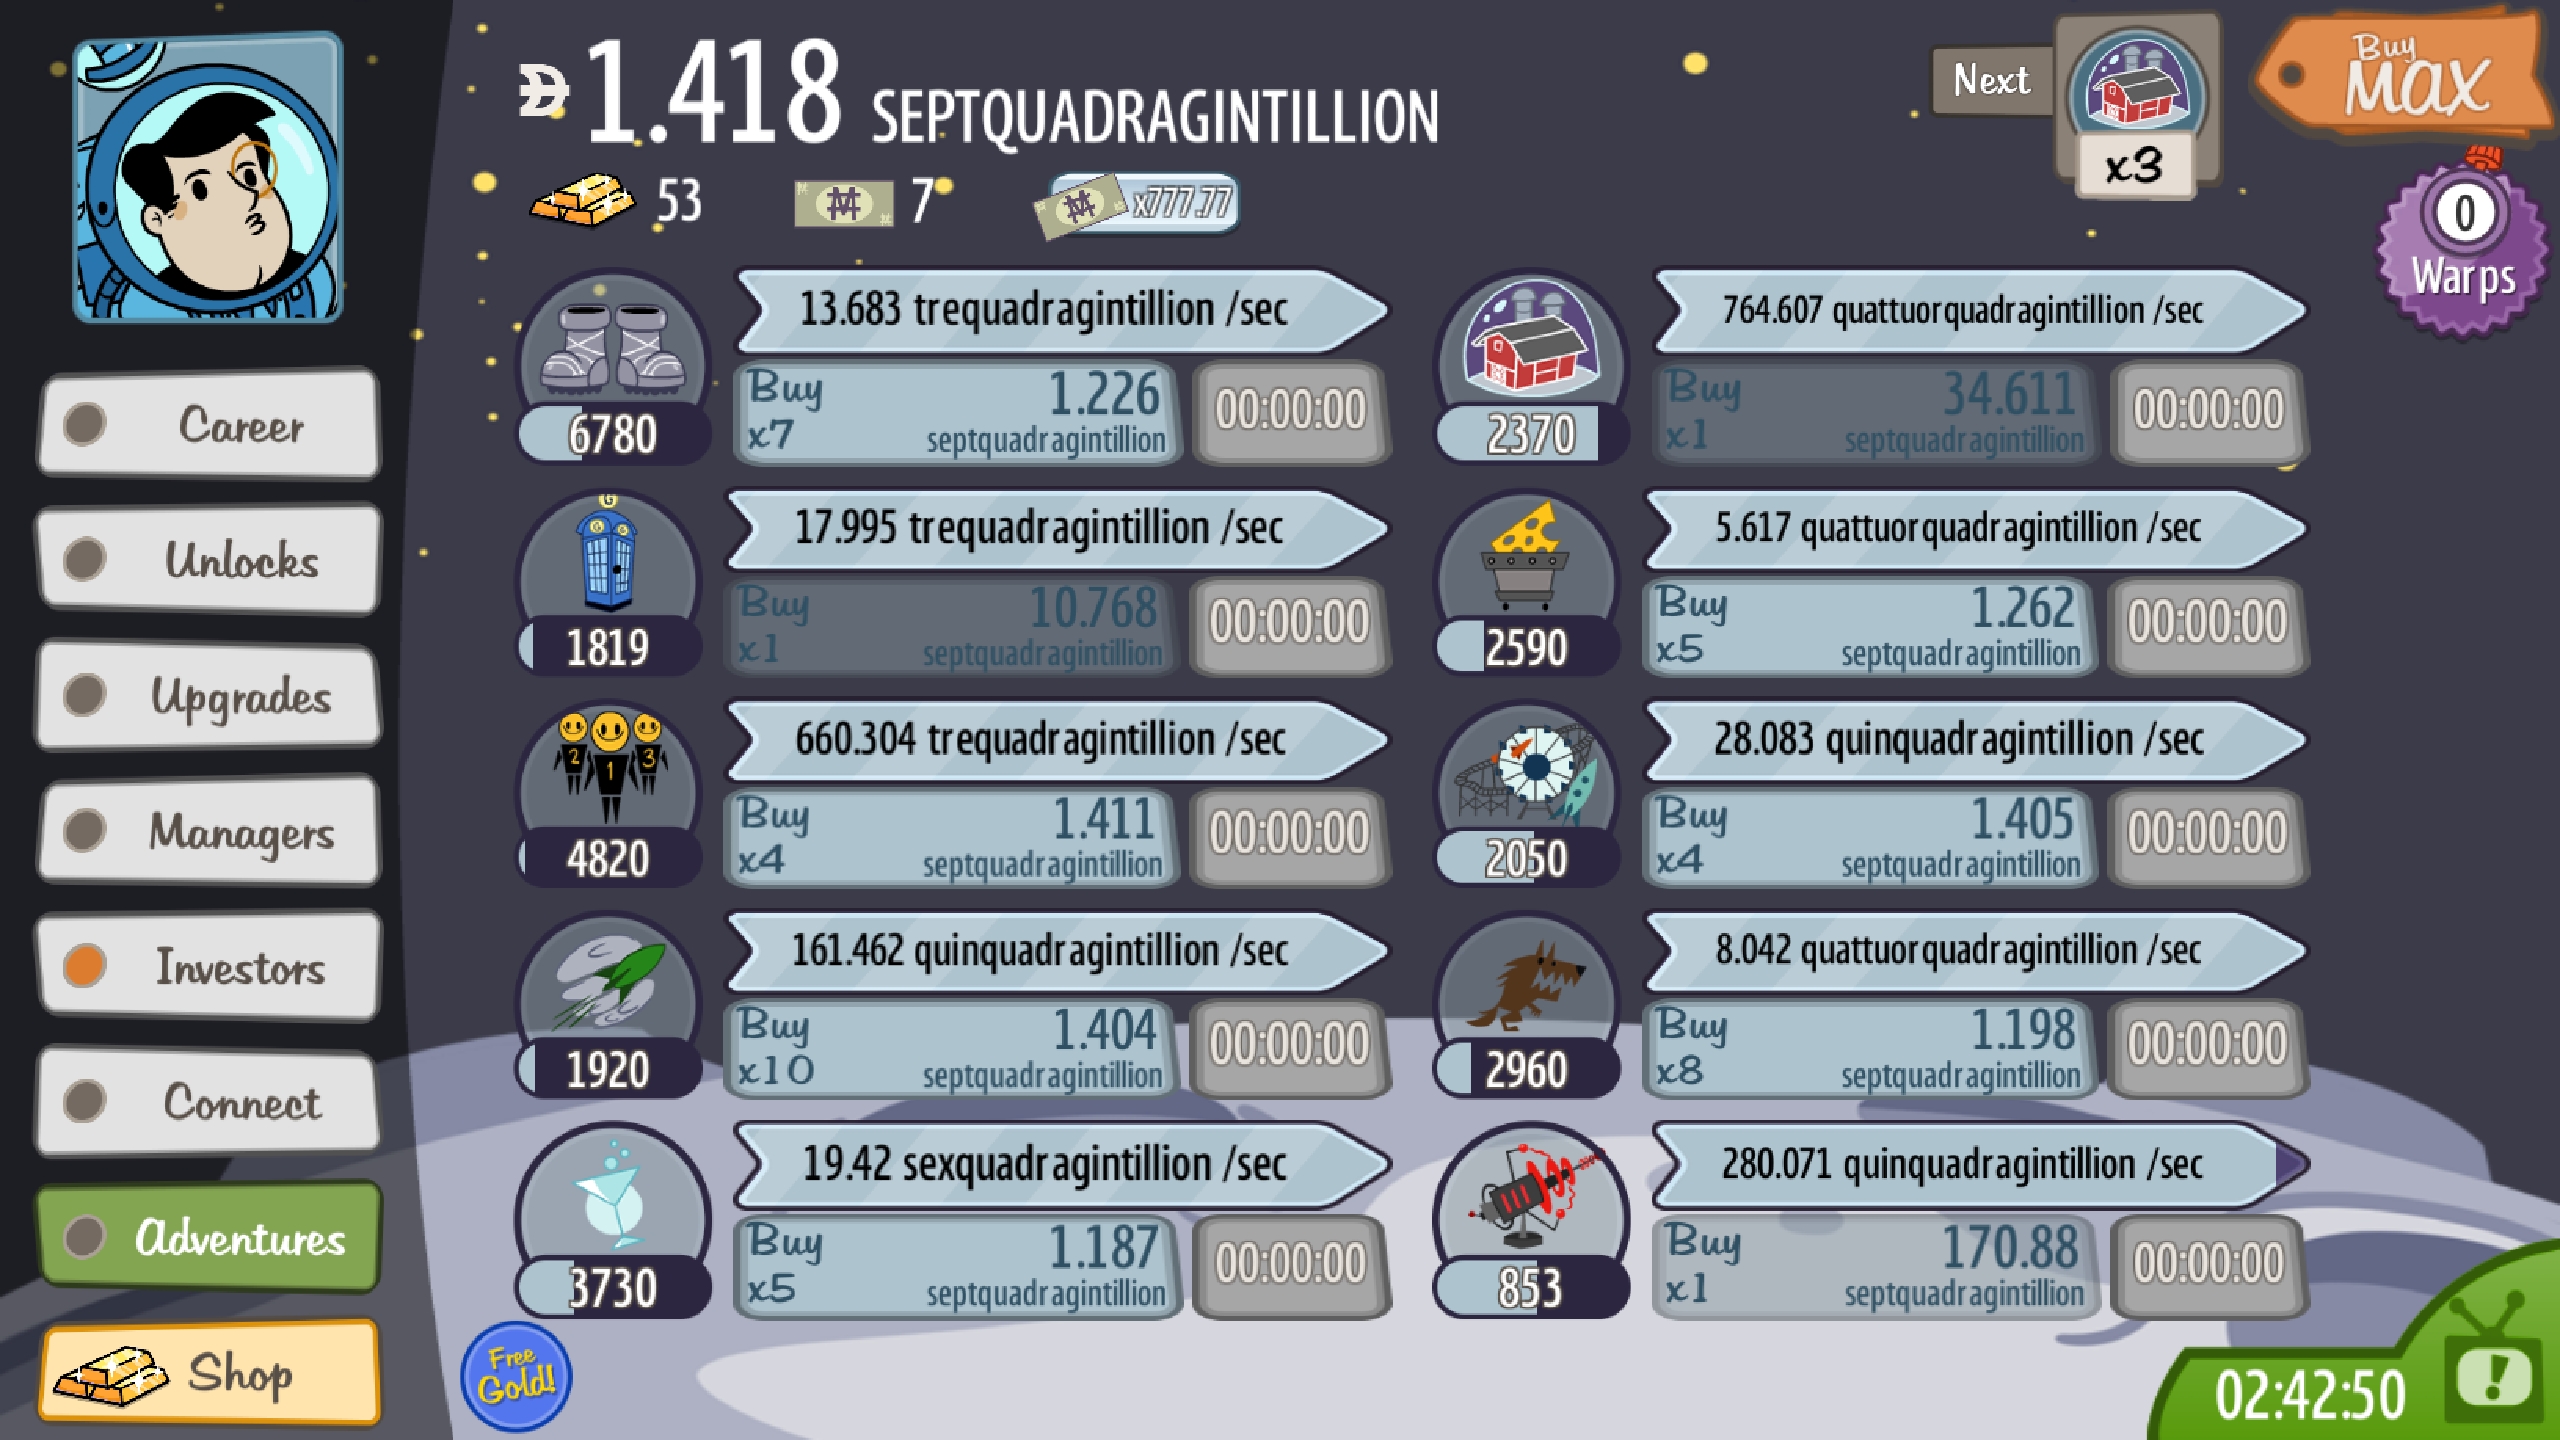 1.418 SEPTQUADRAGINTILLION
53
7
x777.77
Next
x3
Buy
MAX
0
Warps
Career
Unlocks
Upgrades
Managers
Investors
Connect
Adventures
Shop
13.683 trequadragintillion /sec
6780
Buy
x7
1.226
septquadragintillion
00:00:00
764.607 quattuorquadragintillion /sec
2370
Buy
x1
34.611
septquadragintillion
00:00:00
17.995 trequadragintillion /sec
1819
Buy
x1
10.768
septquadragintillion
00:00:00
5.617 quattuorquadragintillion /sec
2590
Buy
x5
1.262
septquadragintillion
00:00:00
660.304 trequadragintillion /sec
2
1
3
4820
Buy
x4
1.411
septquadragintillion
00:00:00
28.083 quinquadragintillion /sec
2050
Buy
x4
1.405
septquadragintillion
00:00:00
161.462 quinquadragintillion /sec
1920
Buy
x10
1.404
septquadragintillion
00:00:00
8.042 quattuorquadragintillion /sec
2960
Buy
x8
1.198
septquadragintillion
00:00:00
19.42 sexquadragintillion /sec
3730
Buy
x5
1.187
septquadragintillion
00:00:00
280.071 quinquadragintillion /sec
853
Buy
x1
170.88
septquadragintillion
00:00:00
Free
Gold!
02:42:50
!